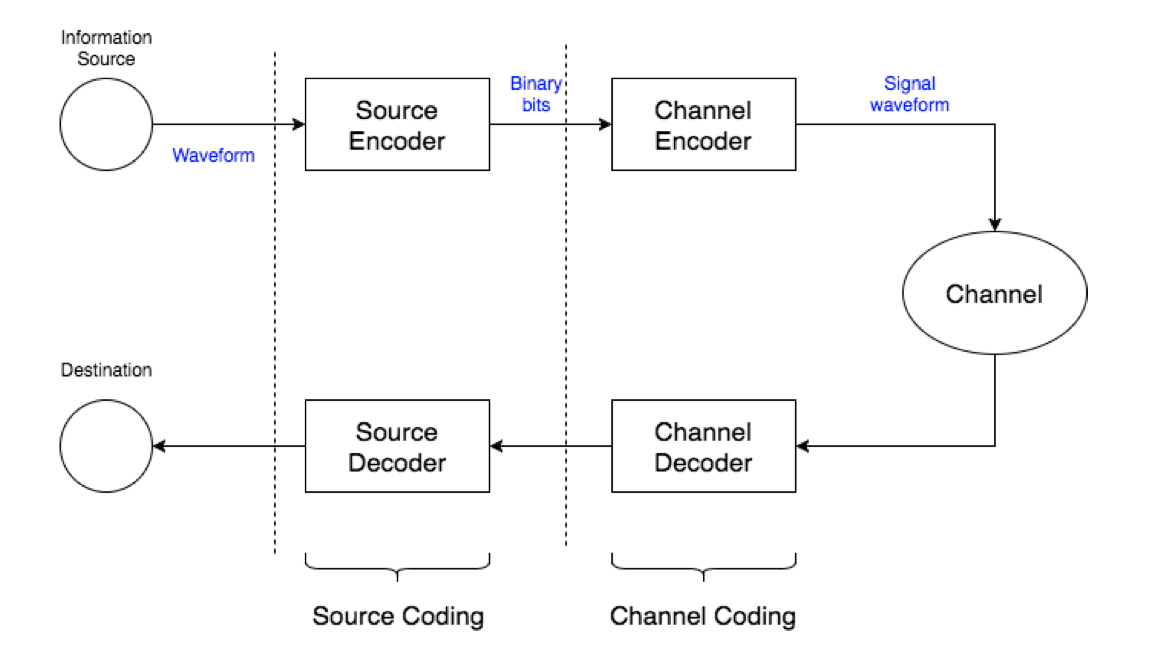 Information
Source
Waveform
Source
Encoder
Binary
bits
Channel
Encoder
Signal
waveform
Channel
Destination
Source
Decoder
Channel
Decoder
Source Coding
Channel Coding